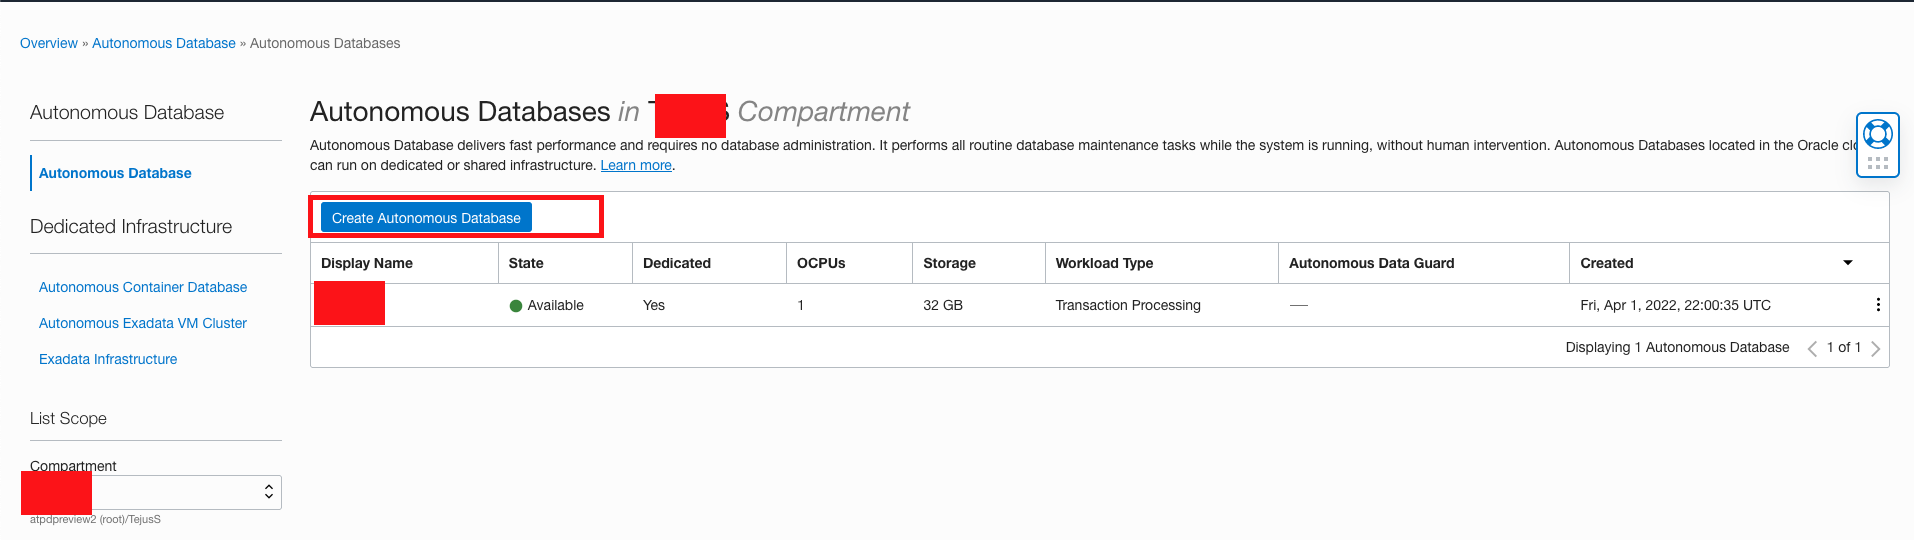 Overview » Autonomous Database » Autonomous Databases
Autonomous Database
Autonomous Database
Dedicated Infrastructure
Autonomous Container Database
Autonomous Exadata VM Cluster
Exadata Infrastructure
List Scope
Compartment
atpdpreview2 (root)/TejusS
Autonomous Databases in Compartment
Autonomous Database delivers fast performance and requires no database administration. It performs all routine database maintenance tasks while the system is running, without human intervention. Autonomous Databases located in the Oracle
can run on dedicated or shared infrastructure. Learn more.
Create Autonomous Database
Display Name State Dedicated OCPUs Storage Workload Type Autonomous Data Guard Created
Available Yes 1 32 GB Transaction Processing — Fri, Apr 1, 2022, 22:00:35 UTC
Displaying 1 Autonomous Database 1 of 1